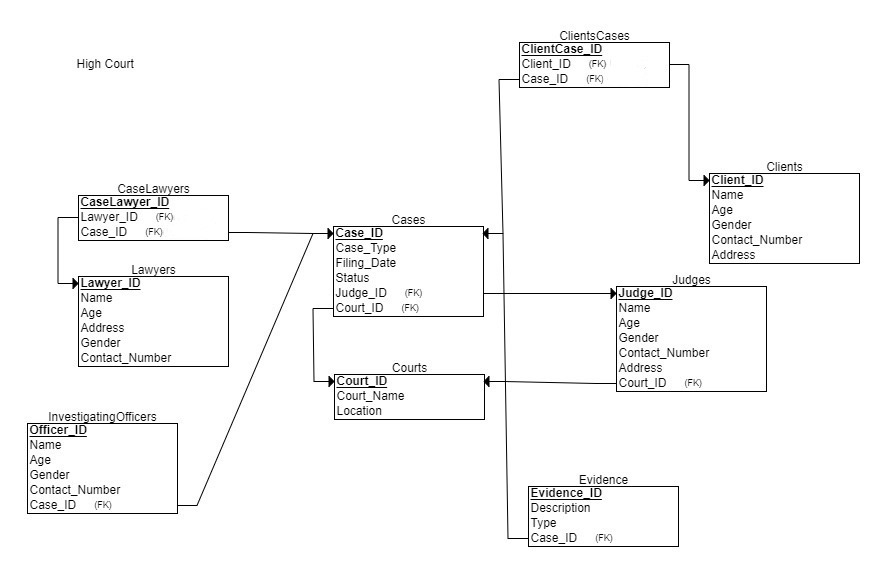 High Court
ClientsCases
ClientCase_ID
Client_ID (FK)
Case_ID (FK)
Clients
Client_ID
Name
Age
Gender
Contact_Number
Address
CaseLawyers
CaseLawyer_ID
Lawyer_ID (FK)
Case_ID (FK)
Lawyers
Lawyer_ID
Name
Age
Address
Gender
Contact_Number
Cases
Case_ID
Case_Type
Filing_Date
Status
Judge_ID (FK)
Court_ID (FK)
Judges
Judge_ID
Name
Age
Gender
Contact_Number
Address
Court_ID (FK)
Courts
Court_ID
Court_Name
Location
InvestigatingOfficers
Officer_ID
Name
Age
Gender
Contact_Number
Case_ID (FK)
Evidence
Evidence_ID
Description
Type
Case_ID (FK)